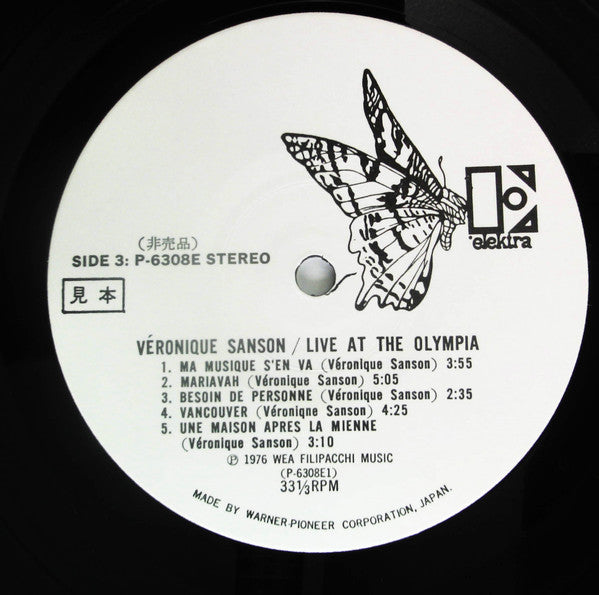 elektra
(非売品)
SIDE 3: P-6308E STEREO
見本
VÉRONIQUE SANSON / LIVE AT THE OLYMPIA
1. MA MUSIQUE S'EN VA (Véronique Sanson) 3:55
2. MARIAVAH (Véronique Sanson) 5:05
3. BESOIN DE PERSONNE (Véronique Sanson) 2:35
4. VANCOUVER (Véroniqne Sanson) 4:25
5. UNE MAISON APRES LA MIENNE
(Véronique Sanson) 3:10
Ⓟ 1976 WEA FILIPACCHI MUSIC
(P-6308E1)
33⅓RPM
MADE BY WARNER-PIONEER CORPORATION, JAPAN.